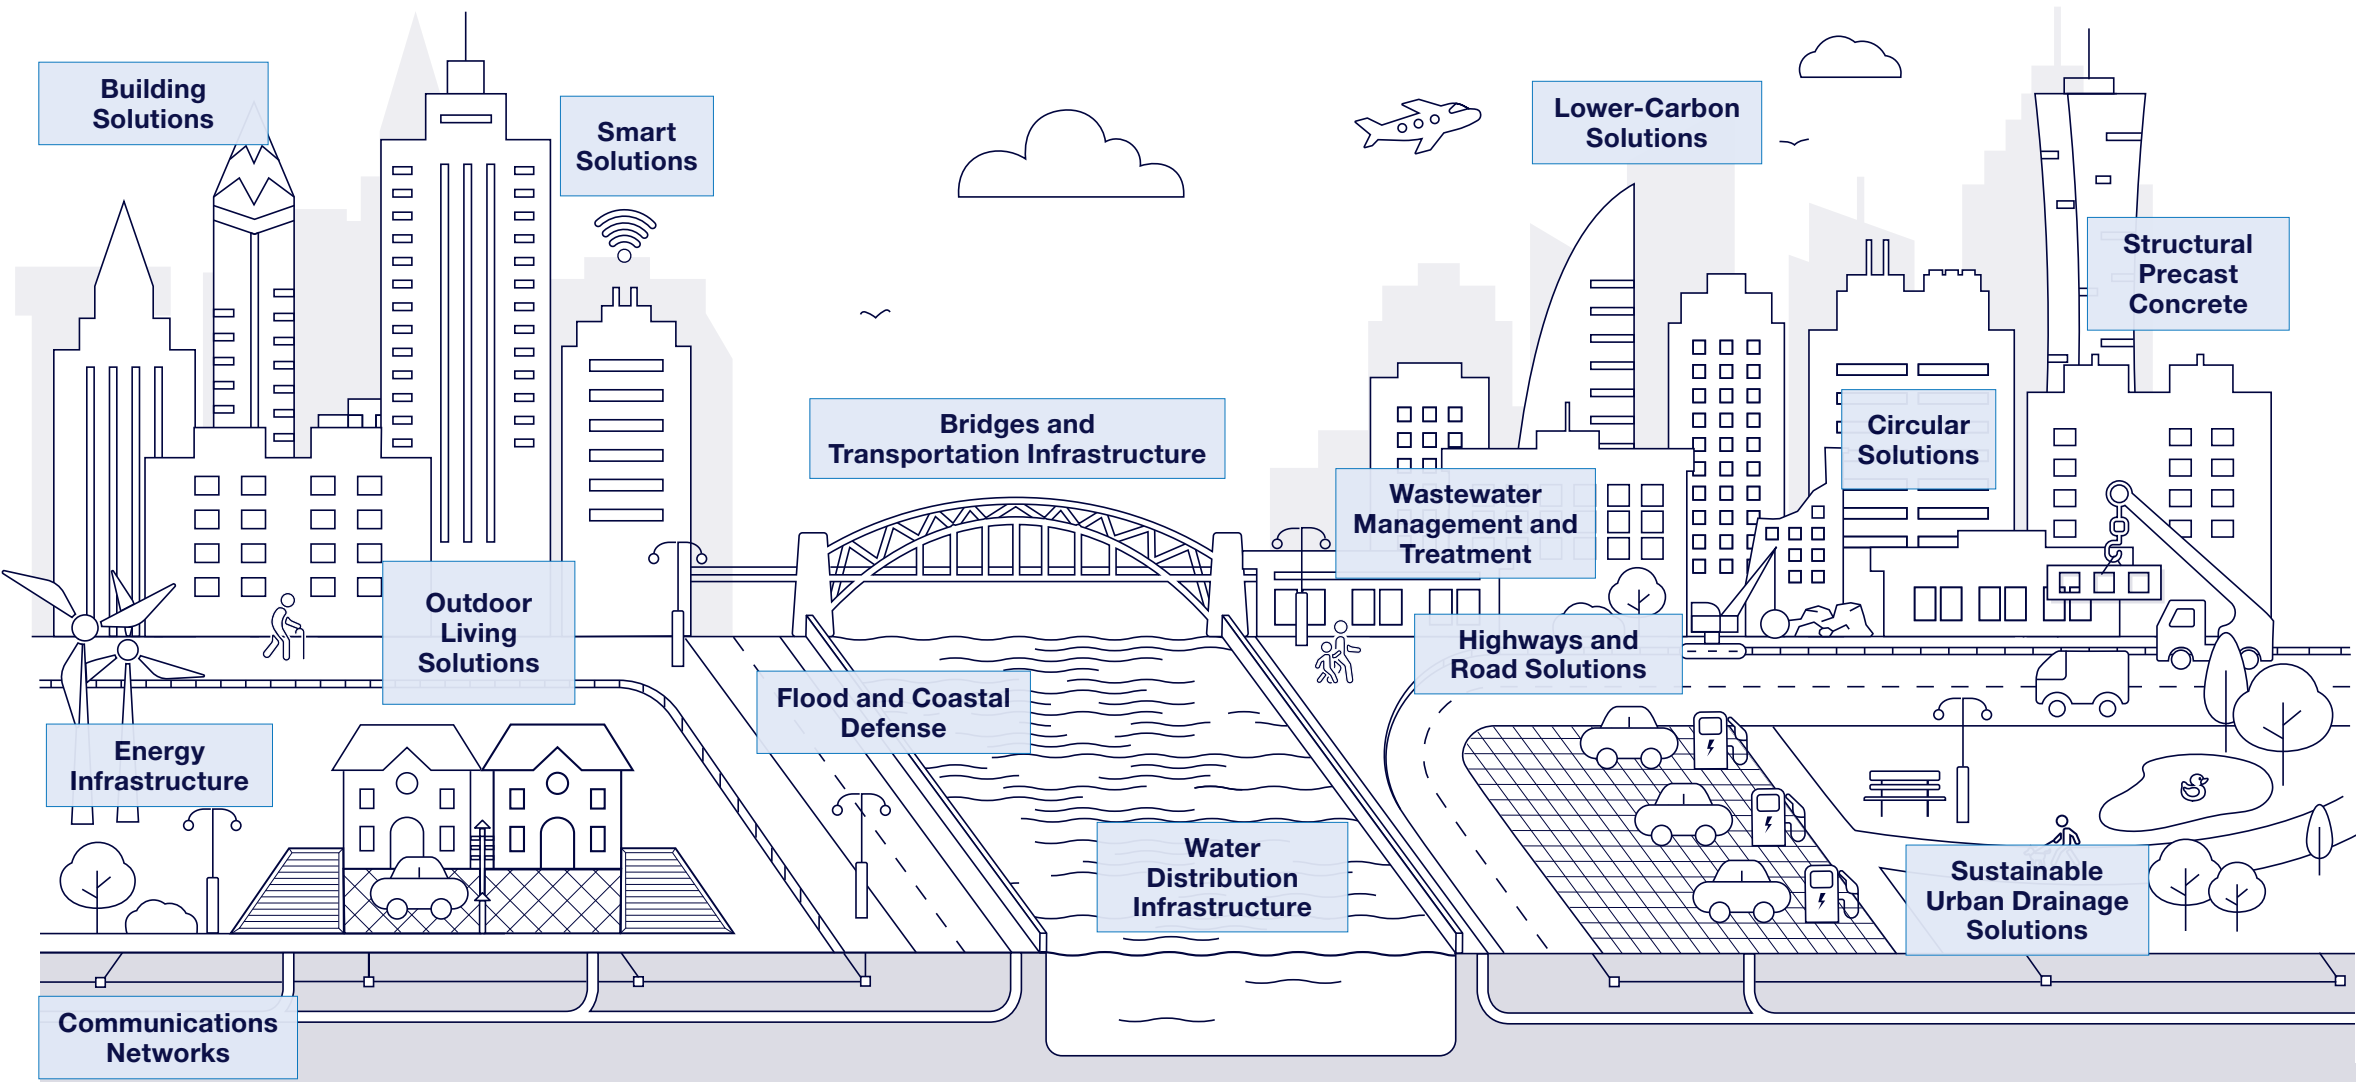 Building
Solutions
Smart
Solutions
Lower-Carbon
Solutions
Structural
Precast
Concrete
Bridges and
Transportation Infrastructure
Circular
Solutions
Wastewater
Management and
Treatment
Outdoor
Living
Solutions
Highways and
Road Solutions
Flood and Coastal
Defense
Energy
Infrastructure
Water
Distribution
Infrastructure
Sustainable
Urban Drainage
Solutions
Communications
Networks